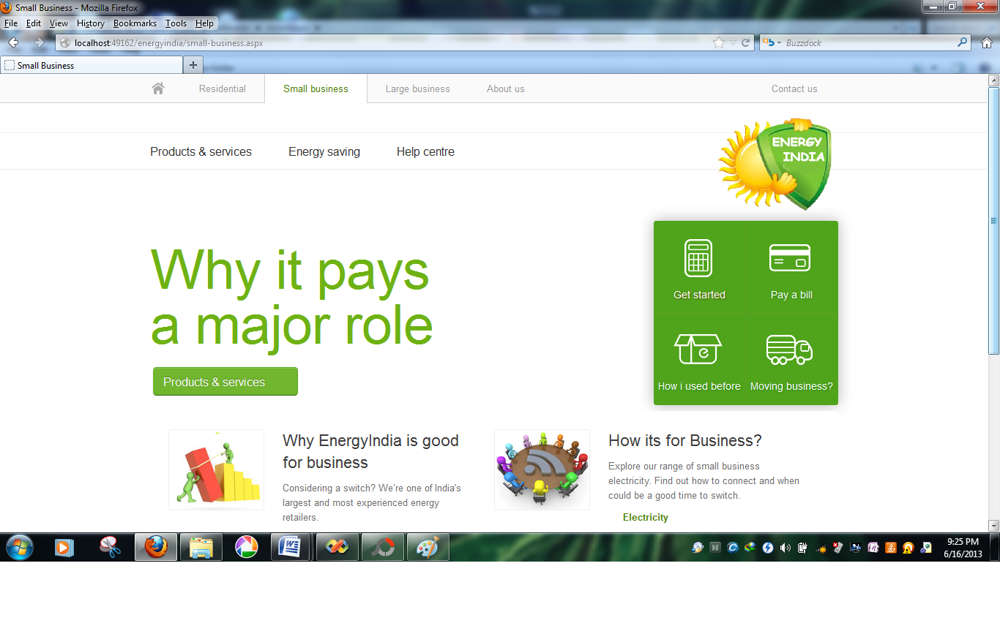 Small Business - Mozilla Firefox
File Edit View History Bookmarks Tools Help
localhost:49162/energyindia/small-business.aspx
Buzzdock
Small Business
Residential
Small business
Large business
About us
Contact us
ENERGY
INDIA
Products & services
Energy saving
Help centre
Why it pays
a major role
Products & services
Get started
Pay a bill
How i used before
Moving business?
Why EnergyIndia is good
for business
Considering a switch? We're one of India's
largest and most experienced energy
retailers.
How its for Business?
Explore our range of small business
electricity. Find out how to connect and when
could be a good time to switch.
Electricity
9:25 PM
6/16/2013